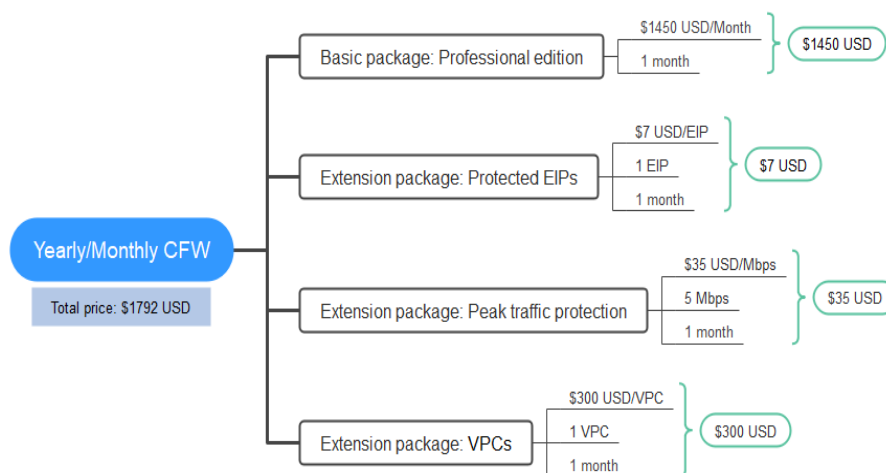 Yearly/Monthly CFW
Total price: $1792 USD
Basic package: Professional edition
$1450 USD/Month
1 month
$1450 USD
Extension package: Protected EIPs
$7 USD/EIP
1 EIP
1 month
$7 USD
Extension package: Peak traffic protection
$35 USD/Mbps
5 Mbps
1 month
$35 USD
Extension package: VPCs
$300 USD/VPC
1 VPC
1 month
$300 USD